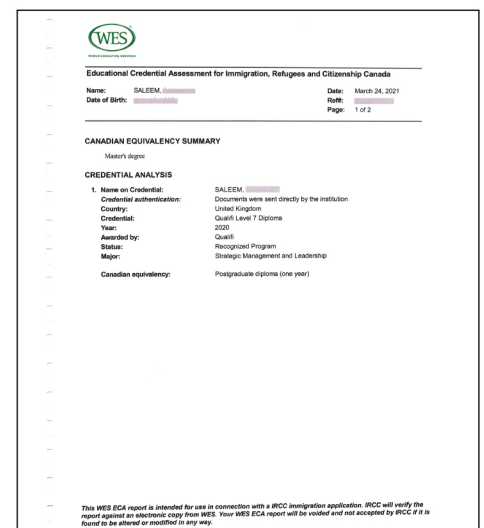 WES
WORLD EDUCATION SERVICES
Educational Credential Assessment for Immigration, Refugees and Citizenship Canada
Name: SALEEM, Date: March 24, 2021
Date of Birth: Ref#:
Page: 1 of 2
CANADIAN EQUIVALENCY SUMMARY
Master's degree
CREDENTIAL ANALYSIS
1. Name on Credential: SALEEM,
Credential authentication: Documents were sent directly by the institution
Country: United Kingdom
Credential: Qualifi Level 7 Diploma
Year: 2020
Awarded by: Qualifi
Status: Recognized Program
Major: Strategic Management and Leadership
Canadian equivalency: Postgraduate diploma (one year)
This WES ECA report is intended for use in connection with a IRCC immigration application. IRCC will verify the
report against an electronic copy from WES. Your WES ECA report will be voided and not accepted by IRCC if it is
found to be altered or modified in any way.